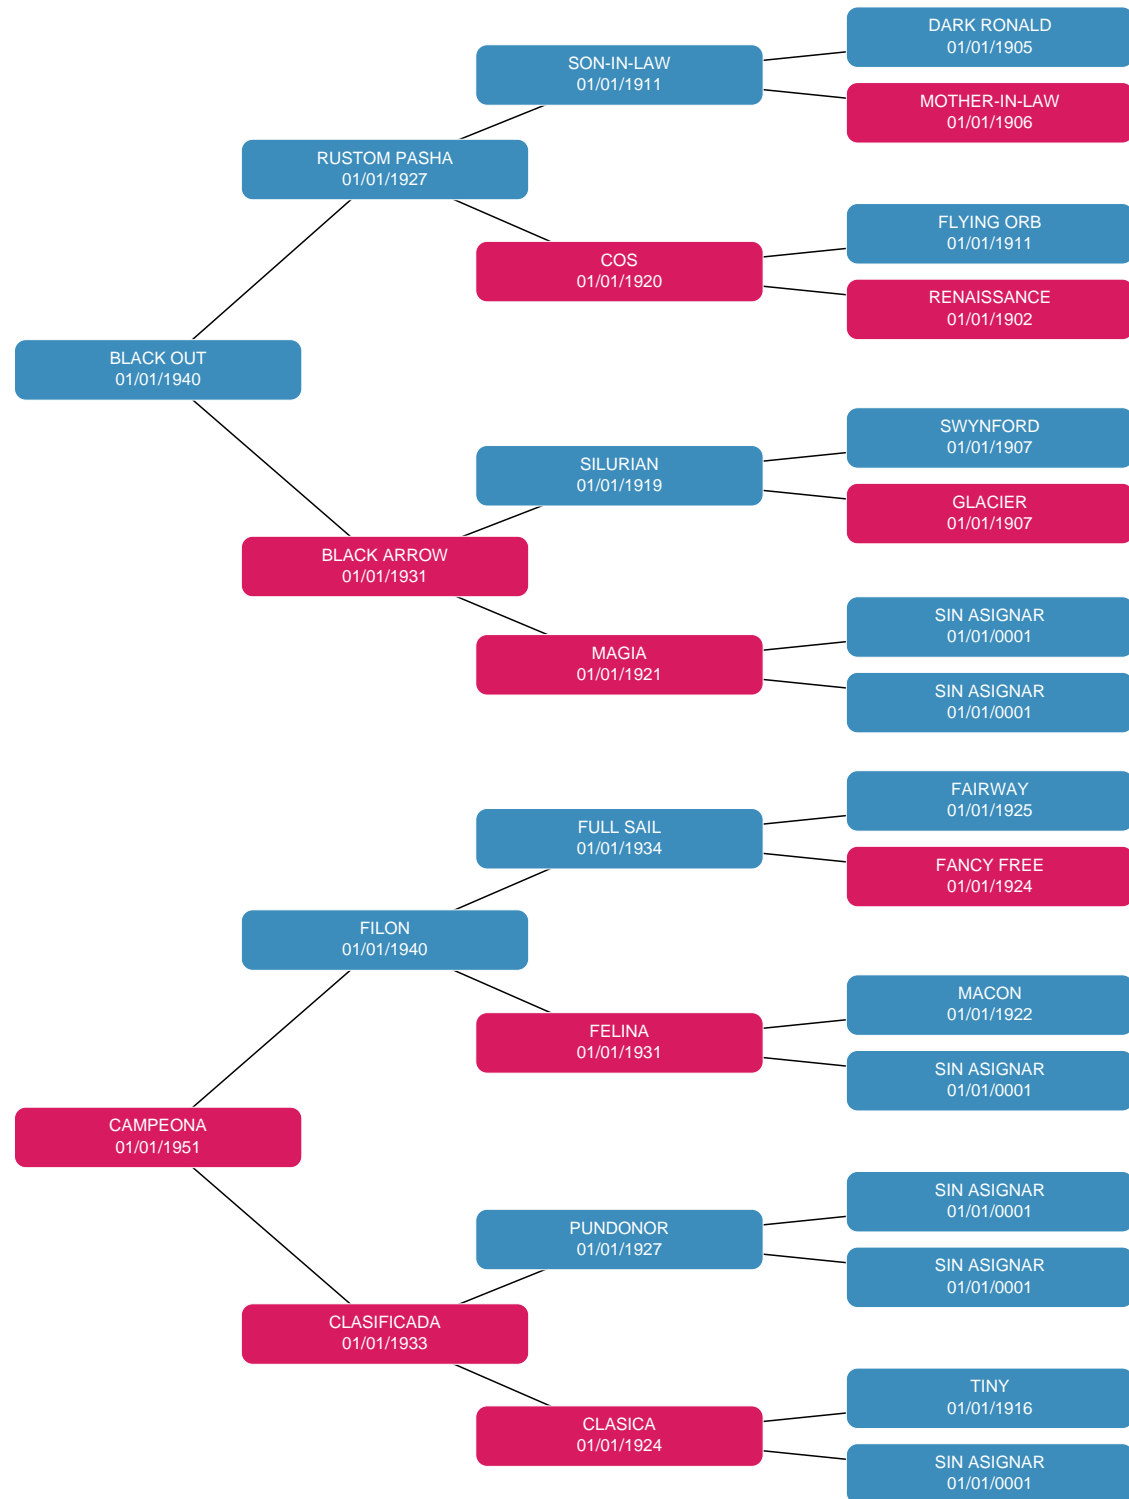 DARK RONALD
01/01/1905
SON-IN-LAW
01/01/1911
MOTHER-IN-LAW
01/01/1906
RUSTOM PASHA
01/01/1927
FLYING ORB
01/01/1911
COS
01/01/1920
RENAISSANCE
01/01/1902
BLACK OUT
01/01/1940
SWYNFORD
01/01/1907
SILURIAN
01/01/1919
GLACIER
01/01/1907
BLACK ARROW
01/01/1931
SIN ASIGNAR
01/01/0001
MAGIA
01/01/1921
SIN ASIGNAR
01/01/0001
FAIRWAY
01/01/1925
FULL SAIL
01/01/1934
FANCY FREE
01/01/1924
FILON
01/01/1940
MACON
01/01/1922
FELINA
01/01/1931
SIN ASIGNAR
01/01/0001
CAMPEONA
01/01/1951
SIN ASIGNAR
01/01/0001
PUNDONOR
01/01/1927
SIN ASIGNAR
01/01/0001
CLASIFICADA
01/01/1933
TINY
01/01/1916
CLASICA
01/01/1924
SIN ASIGNAR
01/01/0001